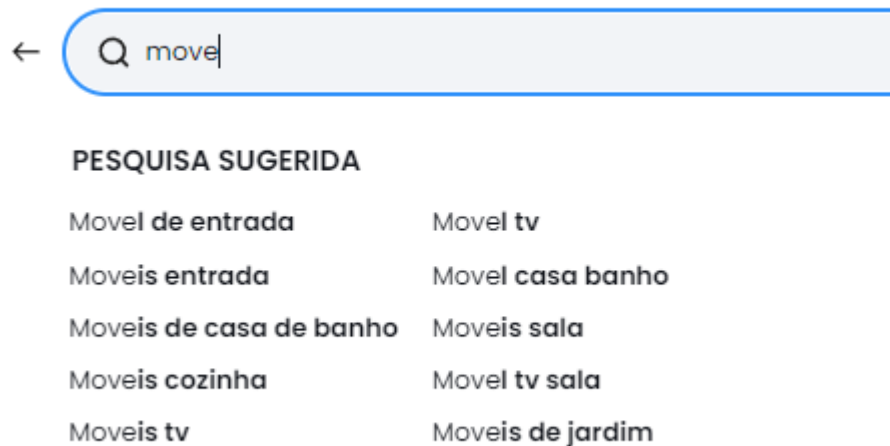 move
PESQUISA SUGERIDA
Movel de entrada
Moveis entrada
Moveis de casa de banho
Moveis cozinha
Moveis tv
Movel tv
Movel casa banho
Moveis sala
Movel tv sala
Moveis de jardim